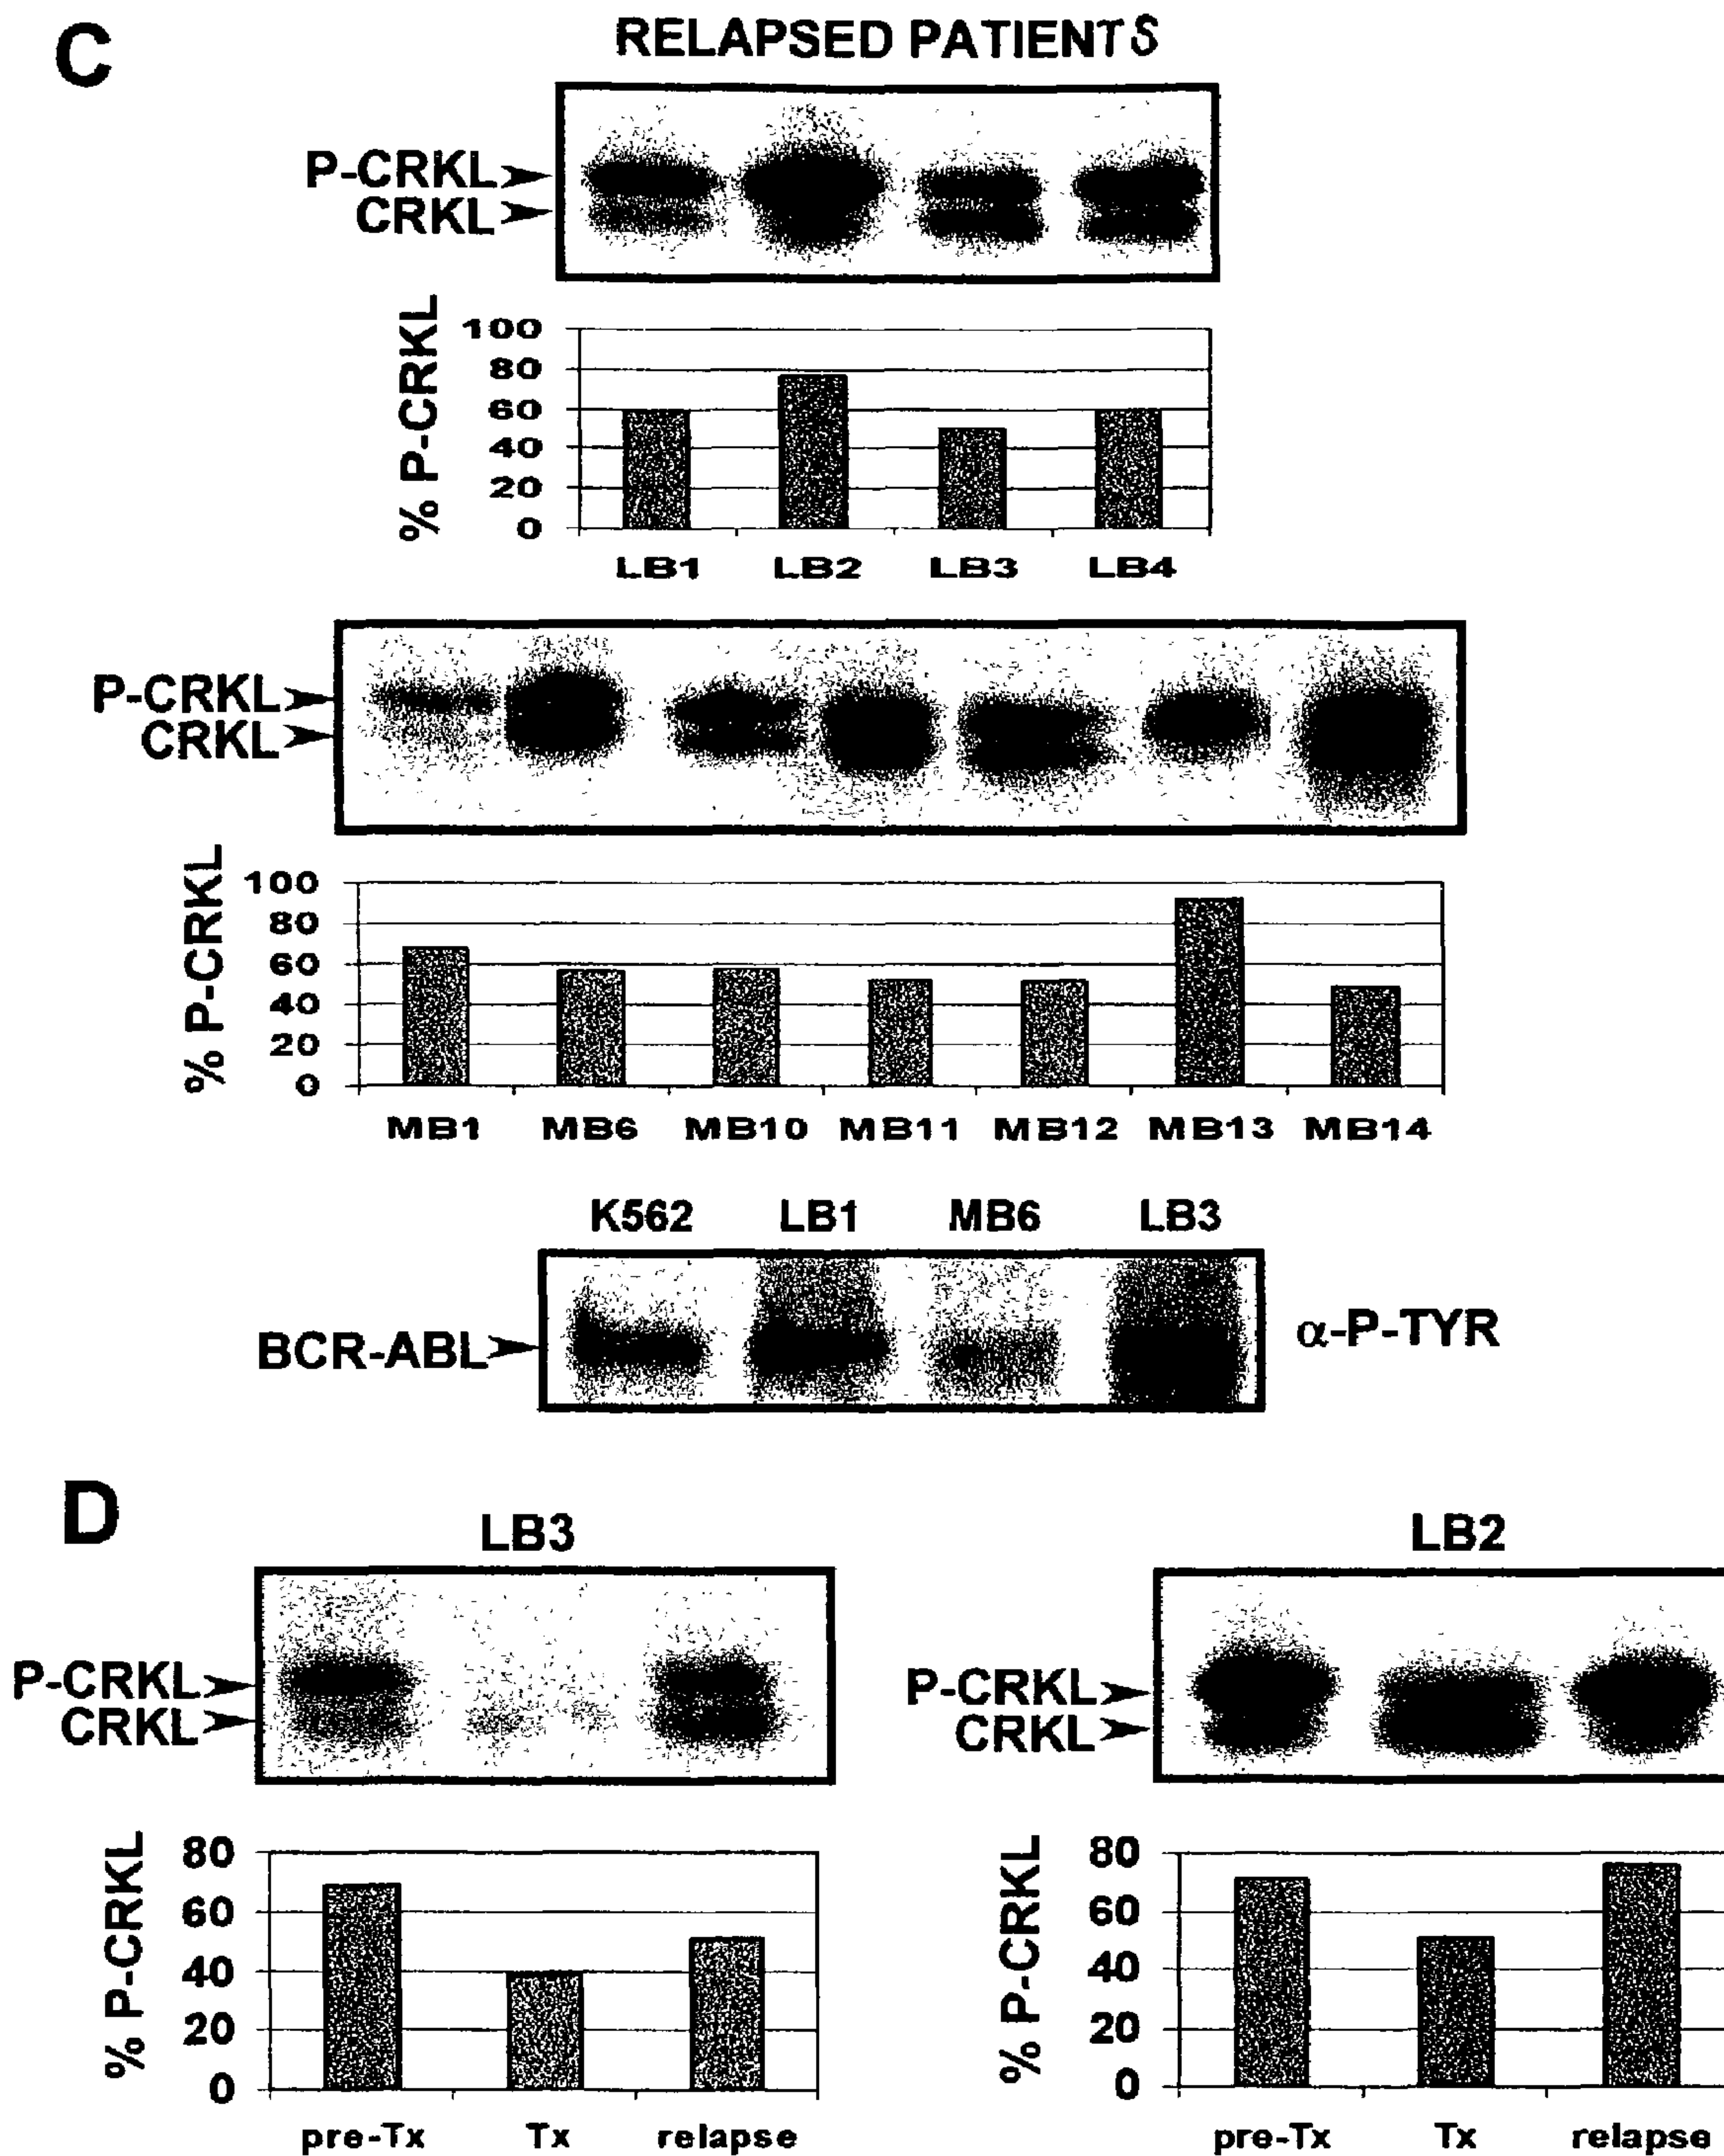 C
RELAPSED PATIENTS
P-CRKL
CRKL
% P-CRKL
100
80
60
40
20
0
LB1 LB2 LB3 LB4
P-CRKL
CRKL
% P-CRKL
100
80
60
40
20
0
MB1 MB6 MB10 MB11 MB12 MB13 MB14
K562 LB1 MB6 LB3
BCR-ABL α-P-TYR
D
LB3
P-CRKL
CRKL
% P-CRKL
80
60
40
20
0
pre-Tx Tx relapse
LB2
P-CRKL
CRKL
% P-CRKL
80
60
40
20
0
pre-Tx Tx relapse